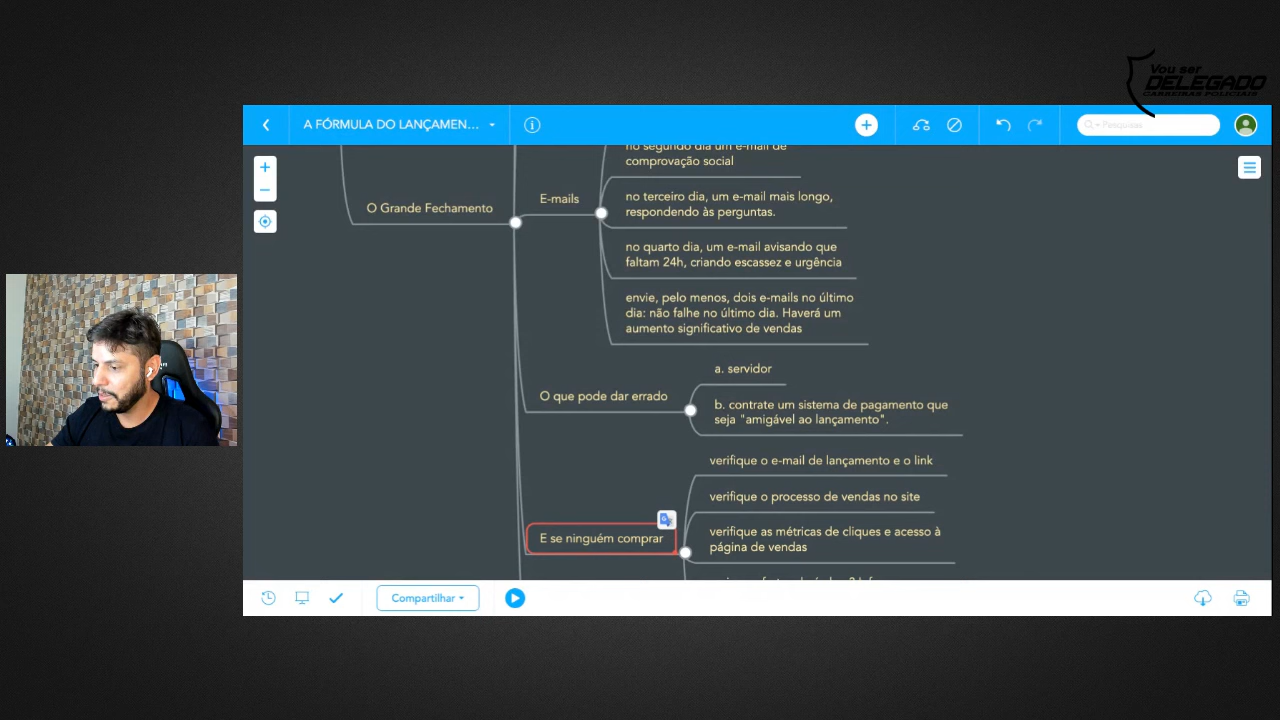 Vou ser
DELEGADO
CARREIRAS POLICIAIS
A FÓRMULA DO LANÇAMEN...
Pesquisar
no segundo dia um e-mail de
comprovação social
no terceiro dia, um e-mail mais longo,
respondendo às perguntas.
O Grande Fechamento
E-mails
no quarto dia, um e-mail avisando que
faltam 24h, criando escassez e urgência
envie, pelo menos, dois e-mails no último
dia: não falhe no último dia. Haverá um
aumento significativo de vendas
a. servidor
O que pode dar errado
b. contrate um sistema de pagamento que
seja "amigável ao lançamento".
verifique o e-mail de lançamento e o link
verifique o processo de vendas no site
E se ninguém comprar
verifique as métricas de cliques e acesso à
página de vendas
Compartilhar